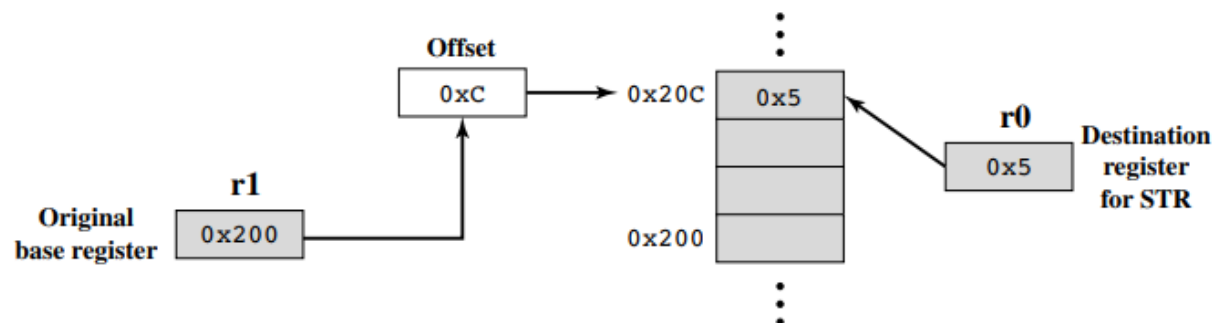 Offset
0xC
0x20C
0x5
r0
0x5
Destination
register
for STR
r1
Original
base register
0x200
0x200